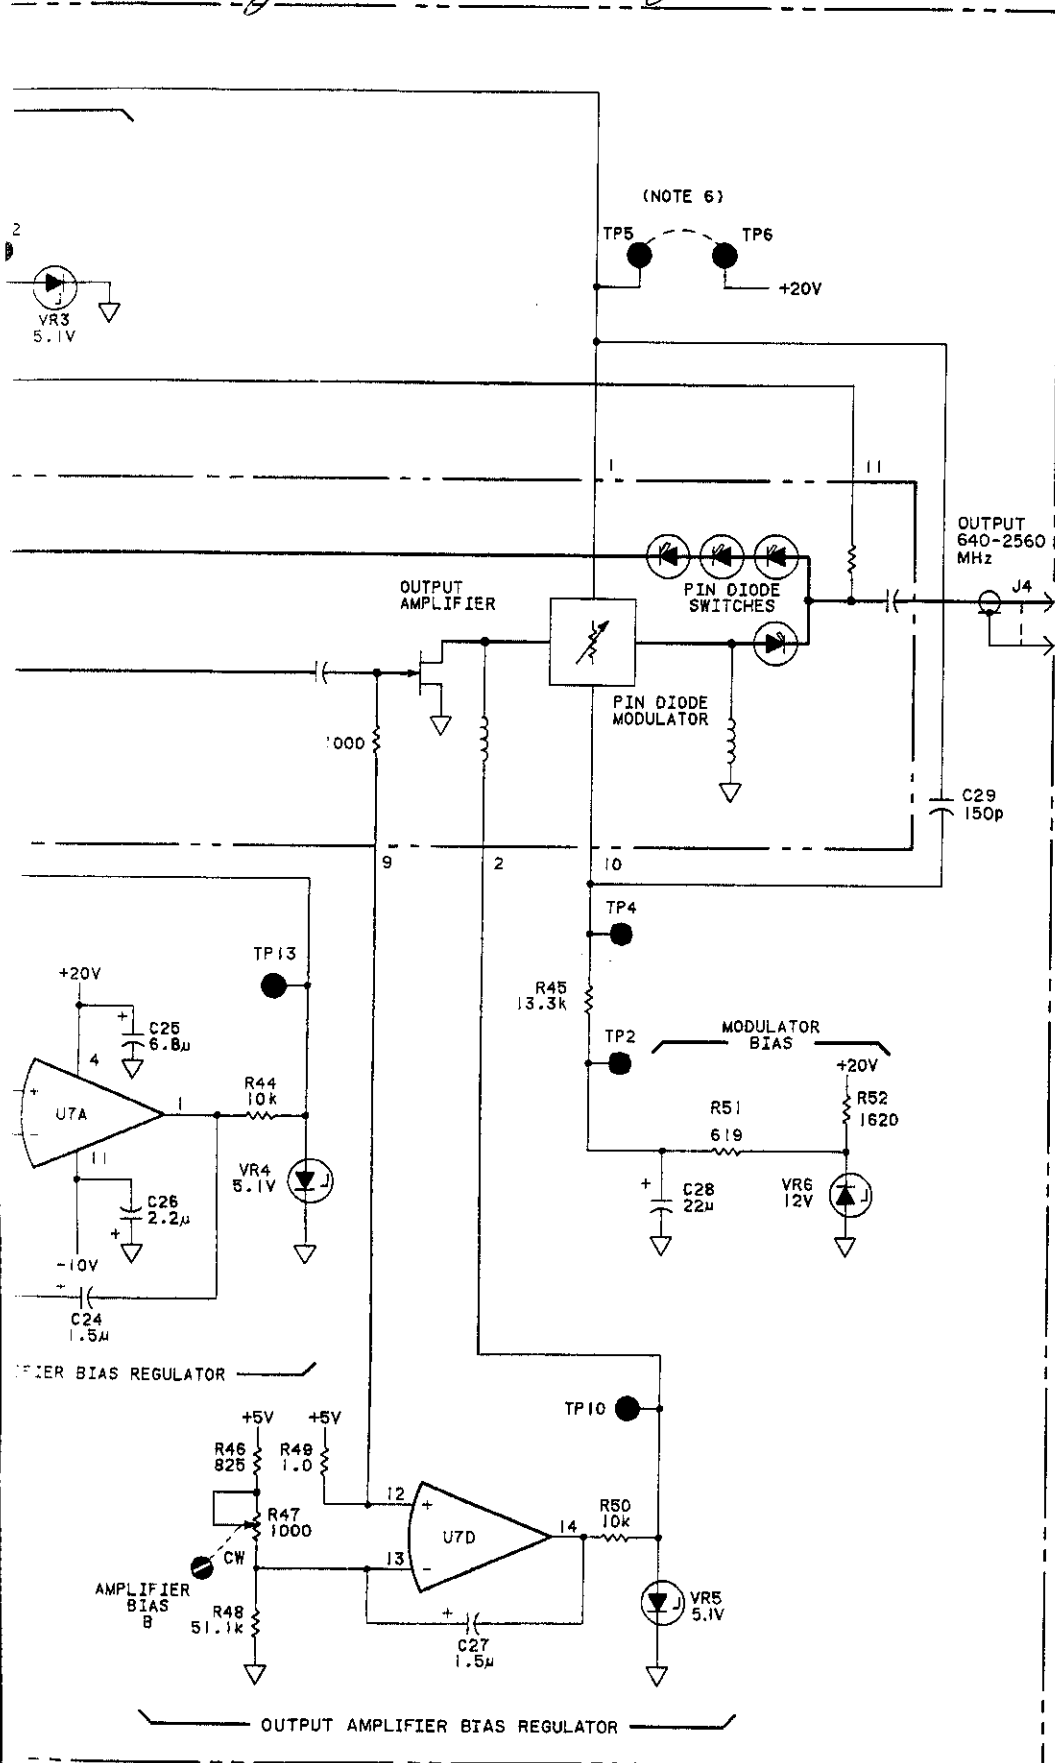 (NOTE 6)
TP5
TP6
+20V
2
VR3
5.1V
1
11
OUTPUT
640-2560
MHz
J4
OUTPUT
AMPLIFIER
PIN DIODE
SWITCHES
PIN DIODE
MODULATOR
1000
C29
150p
9
2
10
TP4
TP13
+20V
R45
13.3k
C25
6.8µ
+
TP2
MODULATOR
BIAS
+20V
4
R44
10k
R51
619
R52
1620
+
U7A
1
-
11
VR4
5.1V
+
C28
22µ
VR6
12V
C26
2.2µ
+
-10V
+
C24
1.5µ
FIER BIAS REGULATOR
TP10
+5V
+5V
R46
825
R49
1.0
12
+
R47
1000
U7D
14
R50
10k
CW
13
-
AMPLIFIER
BIAS
B
R48
51.1k
+
C27
1.5µ
VR5
5.1V
OUTPUT AMPLIFIER BIAS REGULATOR